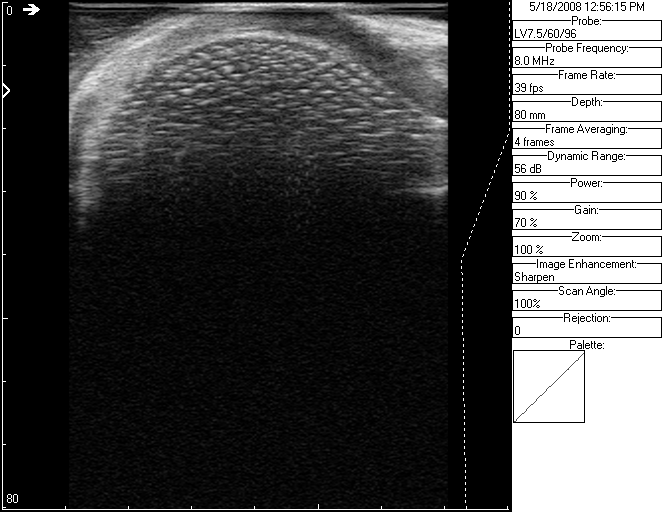 0
80
5/18/2008 12:56:15 PM
Probe:
LV7.5/60/96
Probe Frequency:
8.0 MHz
Frame Rate:
39 fps
Depth:
80 mm
Frame Averaging:
4 frames
Dynamic Range:
56 dB
Power:
90 %
Gain:
70 %
Zoom:
100 %
Image Enhancement:
Sharpen
Scan Angle:
100%
Rejection:
0
Palette: